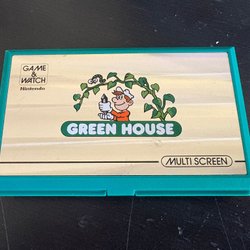 GAME
&
WATCH
Nintendo
GREEN HOUSE
MULTI SCREEN